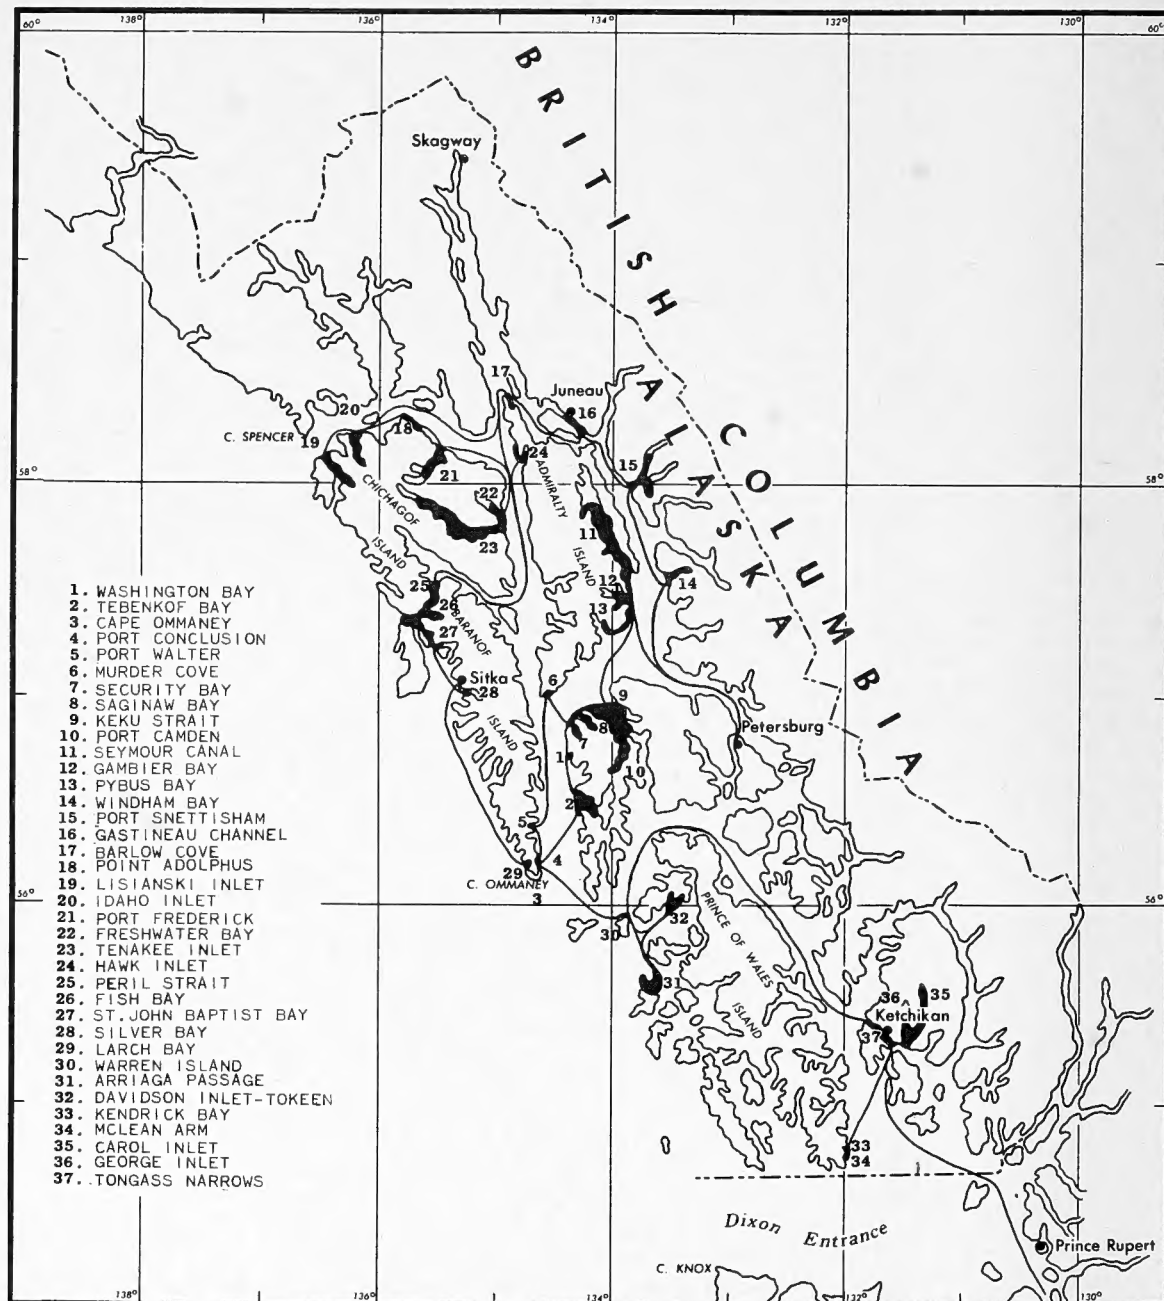 60° 138° 136° 134° 132° 130° 60°
BRITISH COLUMBIA
ALASKA
Skagway
17
Juneau
16
20
C. SPENCER
19
18
24
15
58°
21
22
CHICHAGOF
ISLAND
ADMIRALTY
ISLAND
58°
11
23
12
14
25
13
26
27
BARANOF
ISLAND
Sitka
28
6
9
8
7
Petersburg
1
10
2
5
29
4
C. OMMANEY
3
56°
30
32
PRINCE OF WALES
ISLAND
31
36
35
Ketchikan
37
33
34
Dixon Entrance
Prince Rupert
C. KNOX
1. WASHINGTON BAY
2. TEBENKOF BAY
3. CAPE OMMANEY
4. PORT CONCLUSION
5. PORT WALTER
6. MURDER COVE
7. SECURITY BAY
8. SAGINAW BAY
9. KEKU STRAIT
10. PORT CAMDEN
11. SEYMOUR CANAL
12. GAMBIER BAY
13. PYBUS BAY
14. WINDHAM BAY
15. PORT SNETTISHAM
16. GASTINEAU CHANNEL
17. BARLOW COVE
18. POINT ADOLPHUS
19. LISIANSKI INLET
20. IDAHO INLET
21. PORT FREDERICK
22. FRESHWATER BAY
23. TENAKEE INLET
24. HAWK INLET
25. PERIL STRAIT
26. FISH BAY
27. ST. JOHN BAPTIST BAY
28. SILVER BAY
29. LARCH BAY
30. WARREN ISLAND
31. ARRIAGA PASSAGE
32. DAVIDSON INLET-TOKEEN
33. KENDRICK BAY
34. MCLEAN ARM
35. CAROL INLET
36. GEORGE INLET
37. TONGASS NARROWS
138° 136° 134° 132° 130°